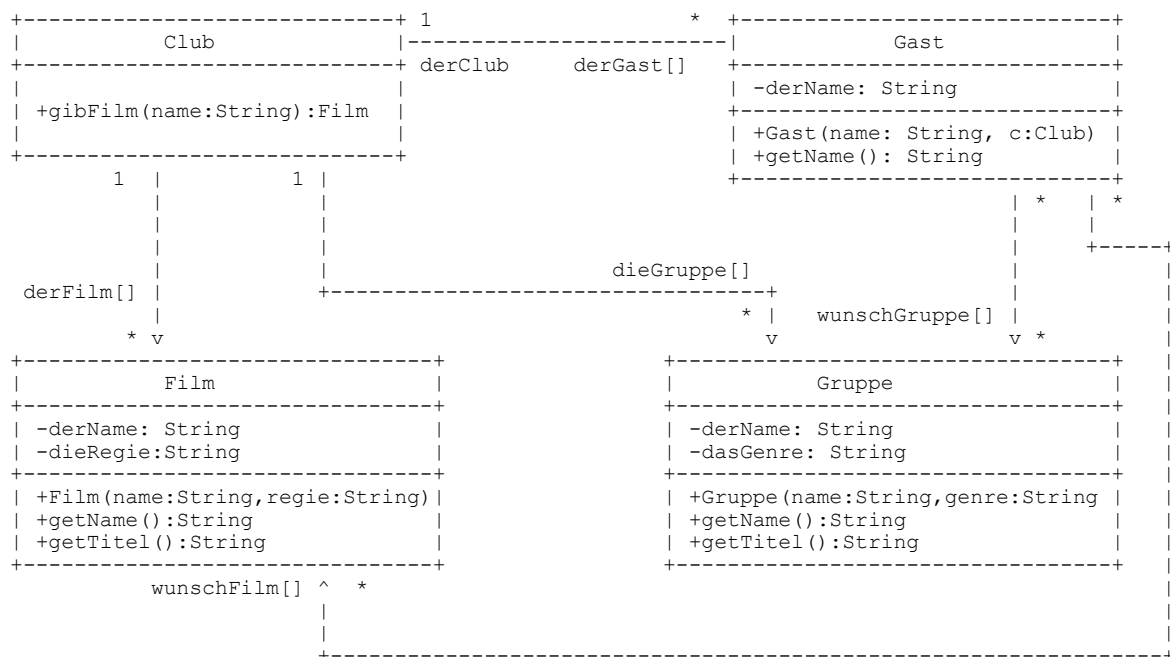 1 *
Club Gast
derClub derGast[]
-derName: String
+gibFilm(name:String):Film
+Gast(name: String, c:Club)
+getName(): String
1 1
* *
dieGruppe[]
derFilm[]
* wunschGruppe[]
* v v v *
Film Gruppe
-derName: String -derName: String
-dieRegie:String -dasGenre: String
+Film(name:String,regie:String) +Gruppe(name:String,genre:String
+getName():String +getName():String
+getTitel():String +getTitel():String
wunschFilm[] ^ *